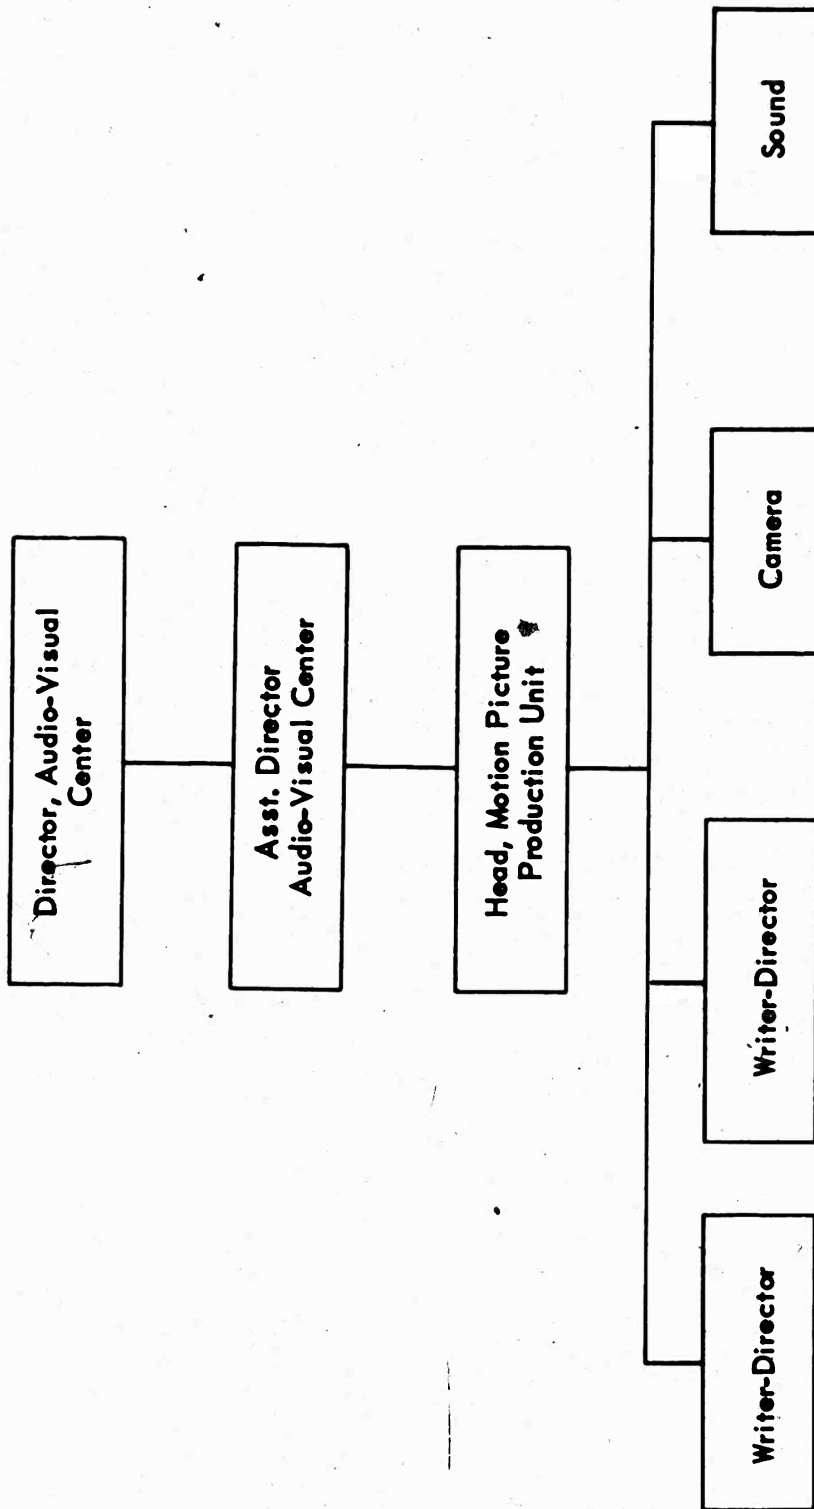 Director, Audio-Visual
Center
Asst. Director
Audio-Visual Center
Head, Motion Picture
Production Unit
Writer-Director
Writer-Director
Camera
Sound